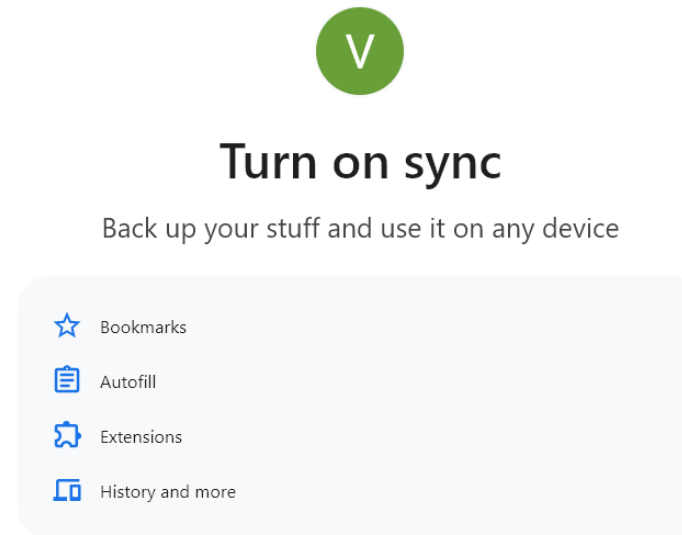 V
Turn on sync
Back up your stuff and use it on any device
Bookmarks
Autofill
Extensions
History and more